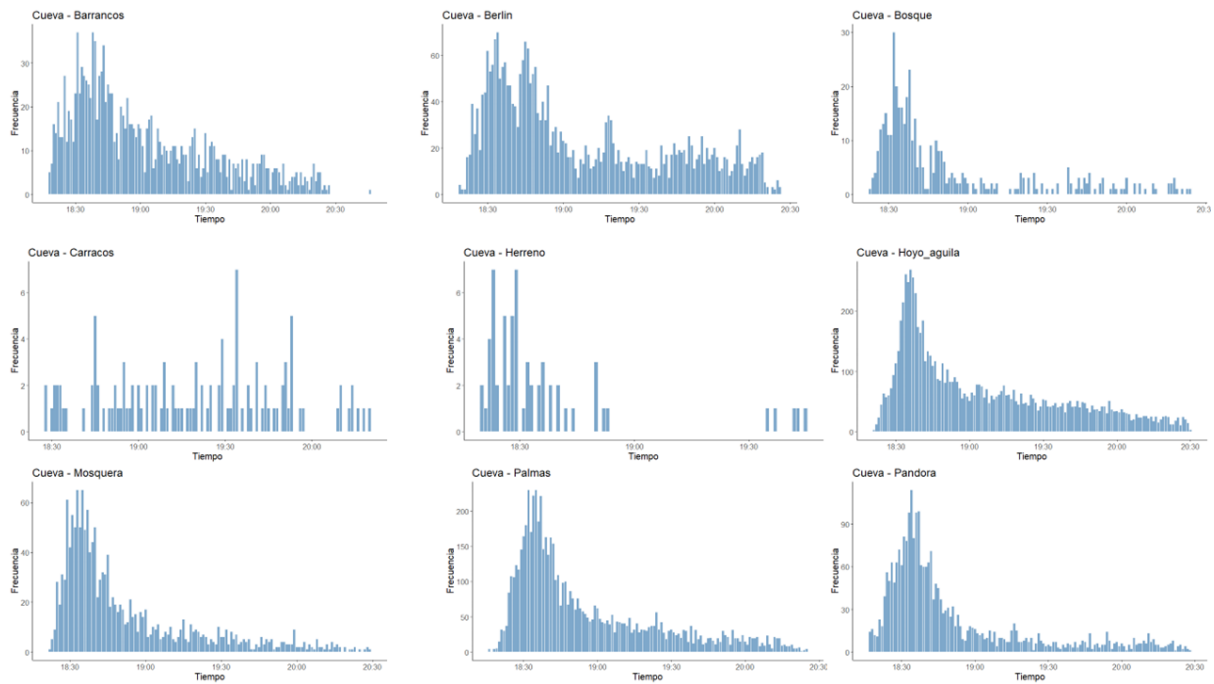 Cueva - Barrancos
Frecuencia
30
20
10
0
18:30 19:00 19:30 20:00 20:30
Tiempo
Cueva - Berlin
Frecuencia
60
40
20
0
18:30 19:00 19:30 20:00 20:30
Tiempo
Cueva - Bosque
Frecuencia
30
20
10
0
18:30 19:00 19:30 20:00 20:3
Tiempo
Cueva - Carracos
Frecuencia
6
4
2
0
18:30 19:00 19:30 20:00
Tiempo
Cueva - Herreno
Frecuencia
6
4
2
0
18:30 19:00 19:30
Tiempo
Cueva - Hoyo_aguila
Frecuencia
200
100
0
18:30 19:00 19:30 20:00 20:30
Tiempo
Cueva - Mosquera
Frecuencia
60
40
20
0
18:30 19:00 19:30 20:00 20:30
Tiempo
Cueva - Palmas
Frecuencia
200
150
100
50
0
18:30 19:00 19:30 20:00 20:30
Tiempo
Cueva - Pandora
Frecuencia
90
60
30
0
18:30 19:00 19:30 20:00 20:30
Tiempo